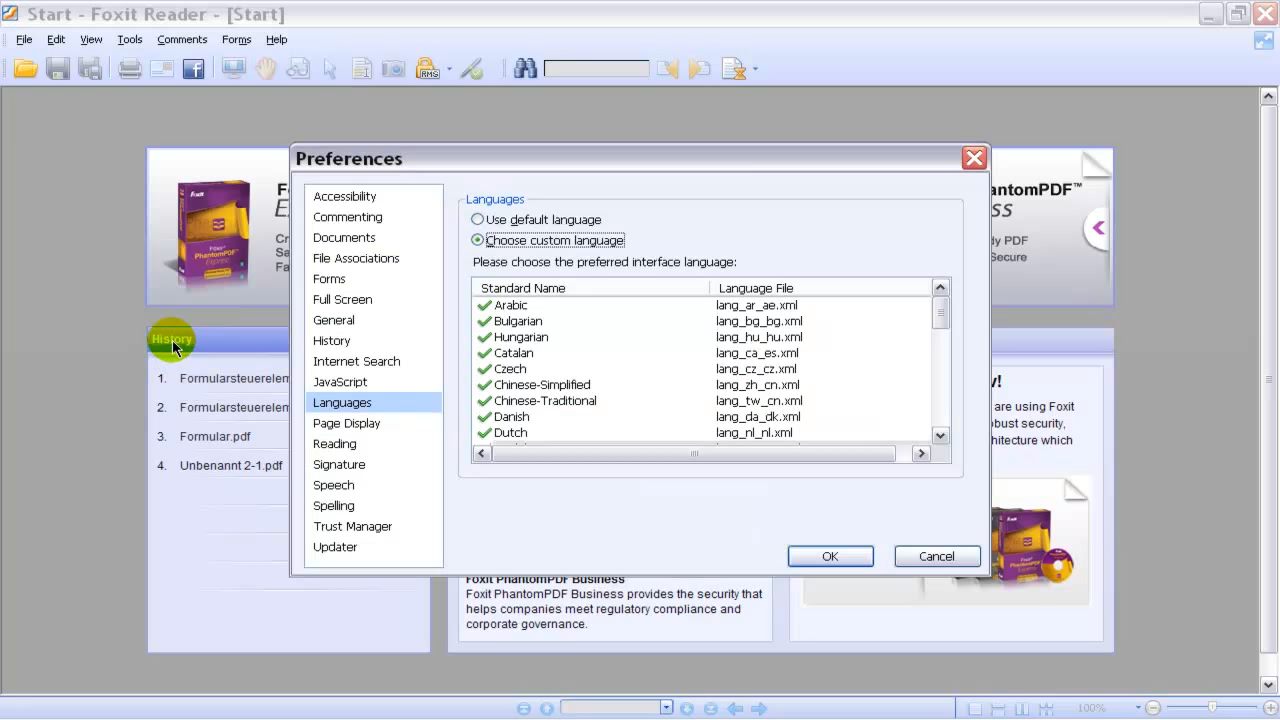 Start - Foxit Reader - [Start]
File Edit View Tools Comments Forms Help
RMS
Preferences
Accessibility
Commenting
Documents
File Associations
Forms
Full Screen
General
History
Internet Search
JavaScript
Languages
Page Display
Reading
Signature
Speech
Spelling
Trust Manager
Updater
Languages
Use default language
Choose custom language
Please choose the preferred interface language:
Standard Name Language File
Arabic lang_ar_ae.xml
Bulgarian lang_bg_bg.xml
Hungarian lang_hu_hu.xml
Catalan lang_ca_es.xml
Czech lang_cz_cz.xml
Chinese-Simplified lang_zh_cn.xml
Chinese-Traditional lang_tw_cn.xml
Danish lang_da_dk.xml
Dutch lang_nl_nl.xml
OK Cancel
antomPDF™
SS
dy PDF
Secure
History
1. Formularsteuerelem
2. Formularsteuerelem
3. Formular.pdf
4. Unbenannt 2-1.pdf
w!
are using Foxit
bust security,
architecture which
Foxit PhantomPDF Business
Foxit PhantomPDF Business provides the security that
helps companies meet regulatory compliance and
corporate governance.
100%